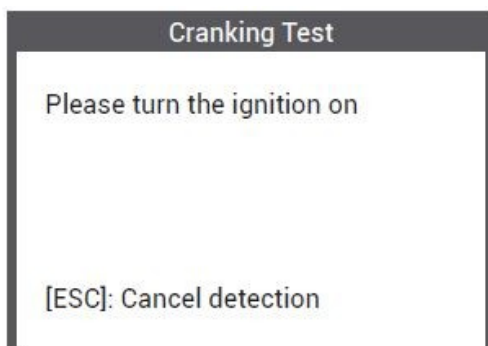 Cranking Test
Please turn the ignition on
[ESC]: Cancel detection